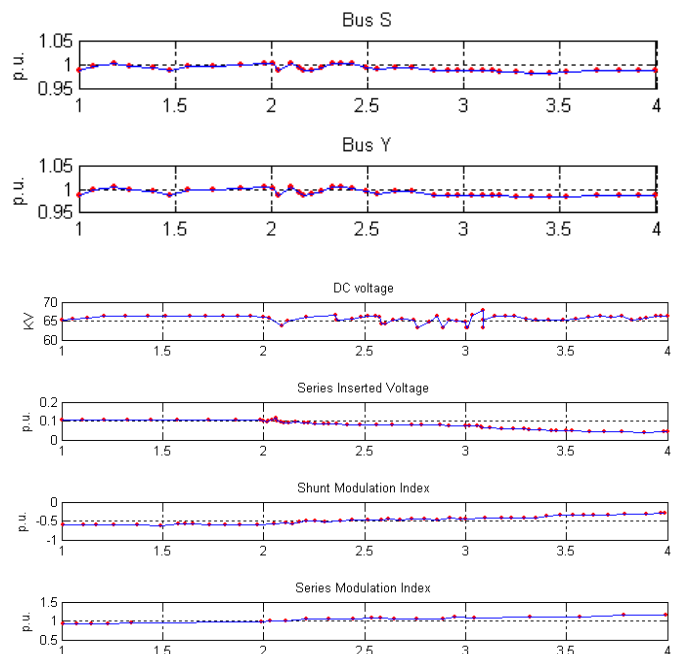 Bus S
1.05
1
0.95
p.u.
1 1.5 2 2.5 3 3.5 4
Bus Y
1.05
1
0.95
p.u.
1 1.5 2 2.5 3 3.5 4
DC voltage
70
65
60
KV
1 1.5 2 2.5 3 3.5 4
Series Inserted Voltage
0.2
0.1
0
p.u.
1 1.5 2 2.5 3 3.5 4
Shunt Modulation Index
0
-0.5
-1
p.u.
1 1.5 2 2.5 3 3.5 4
Series Modulation Index
1.5
1
0.5
p.u.
1 1.5 2 2.5 3 3.5 4